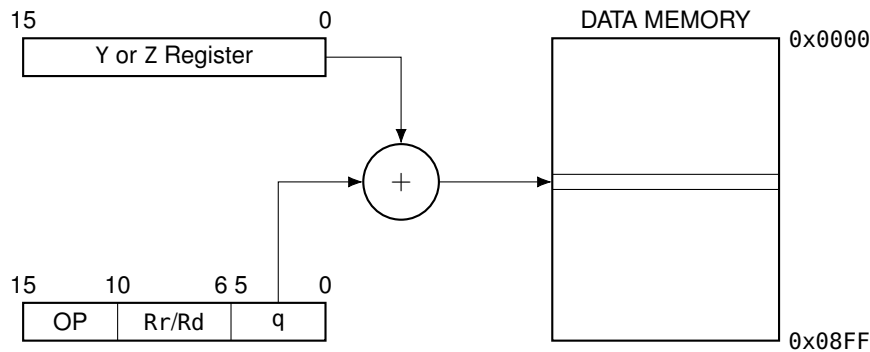 15 0
Y or Z Register
DATA MEMORY
0x0000
+
15 10 6 5 0
OP Rr/Rd q
0x08FF